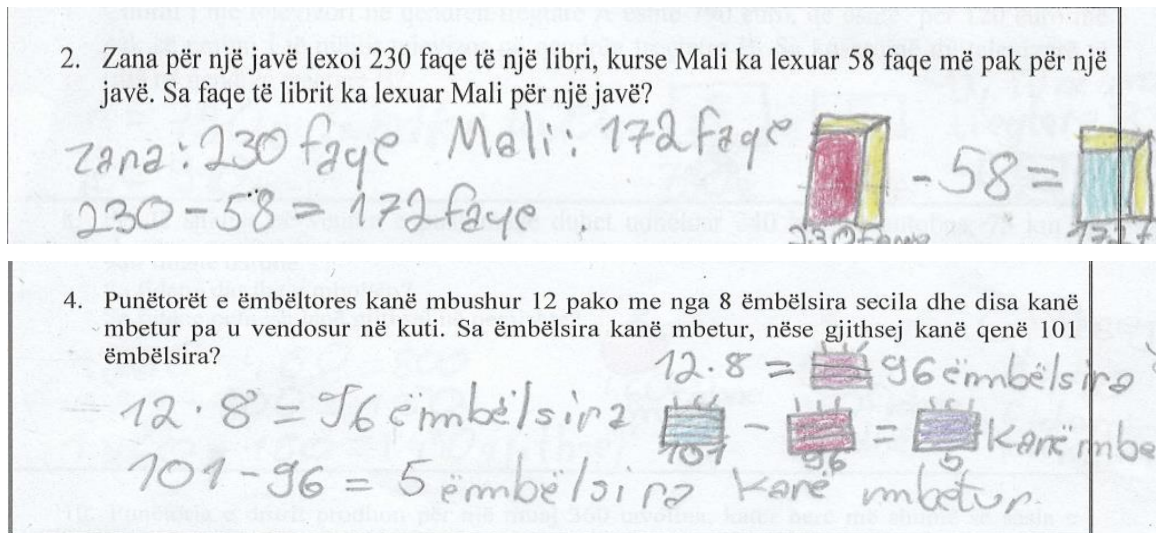 2. Zana për një javë lexoi 230 faqe të një libri, kurse Mali ka lexuar 58 faqe më pak për një
javë. Sa faqe të librit ka lexuar Mali për një javë?
Zana: 230 faqe Mali: 172 faqe
- 58 =
230 - 58 = 172 faqe
230 faqe
4. Punëtorët e ëmbëltores kanë mbushur 12 pako me nga 8 ëmbëlsira secila dhe disa kanë
mbetur pa u vendosur në kuti. Sa ëmbëlsira kanë mbetur, nëse gjithsej kanë qenë 101
ëmbëlsira?
12 · 8 = 96 ëmbëlsira
12 · 8 = 96 ëmbëlsira
- = Kanë mbe
101 96 5
101 - 96 = 5 ëmbëlsira kanë mbetur.